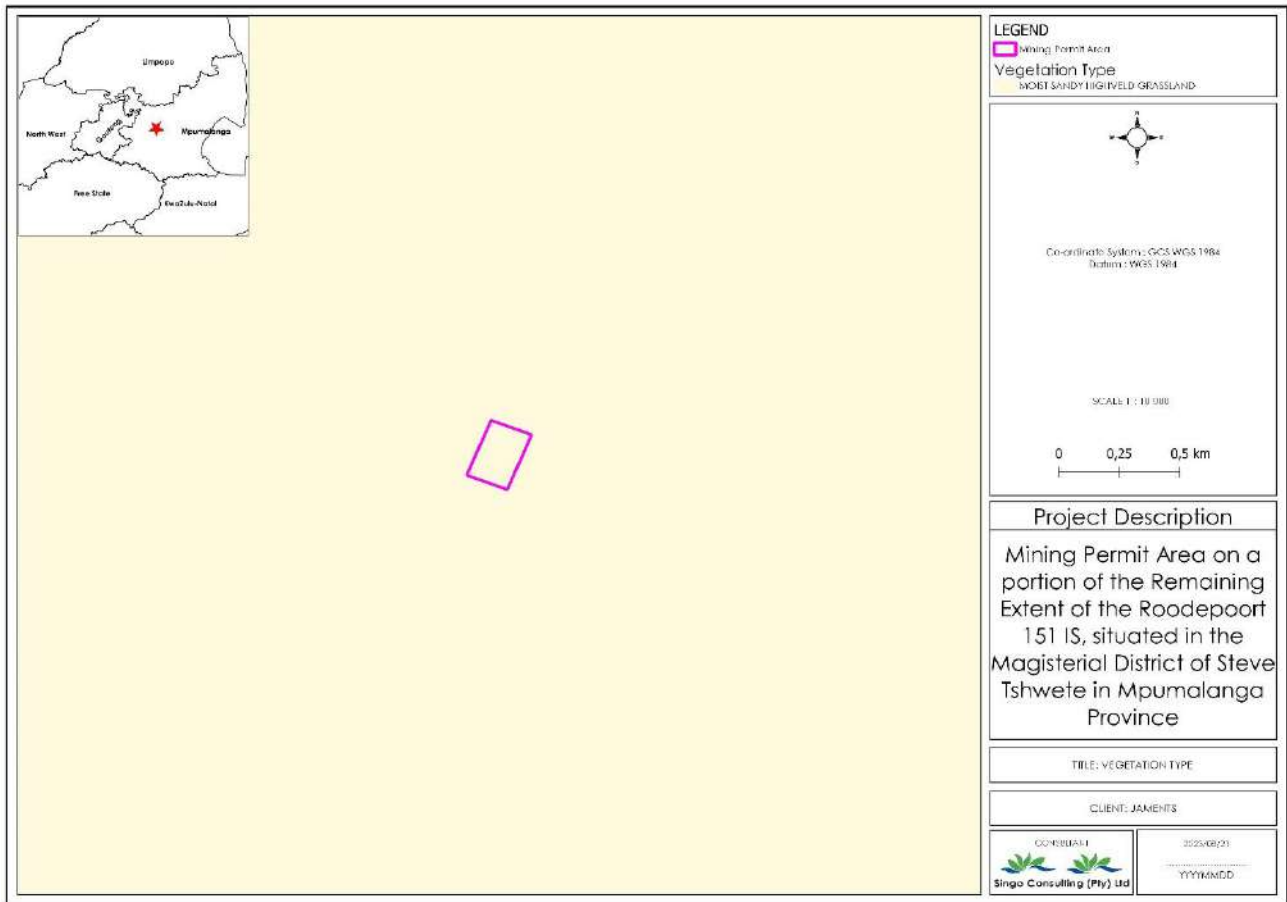 Limpopo
North West
Gauteng
Mpumalanga
Free State
KwaZulu-Natal
LEGEND
Mining Permit Area
Vegetation Type
MOIST SANDY HIGHVELD GRASSLAND
N
W
E
S
Co-ordinate System : GCS WGS 1984
Datum : WGS 1984
SCALE 1 : 10 000
0 0,25 0,5 km
Project Description
Mining Permit Area on a
portion of the Remaining
Extent of the Roodepoort
151 IS, situated in the
Magisterial District of Steve
Tshwete in Mpumalanga
Province
TITLE: VEGETATION TYPE
CLIENT: JAMENTS
CONSULTANT
Singo Consulting (Pty) Ltd
YYYYMMDD